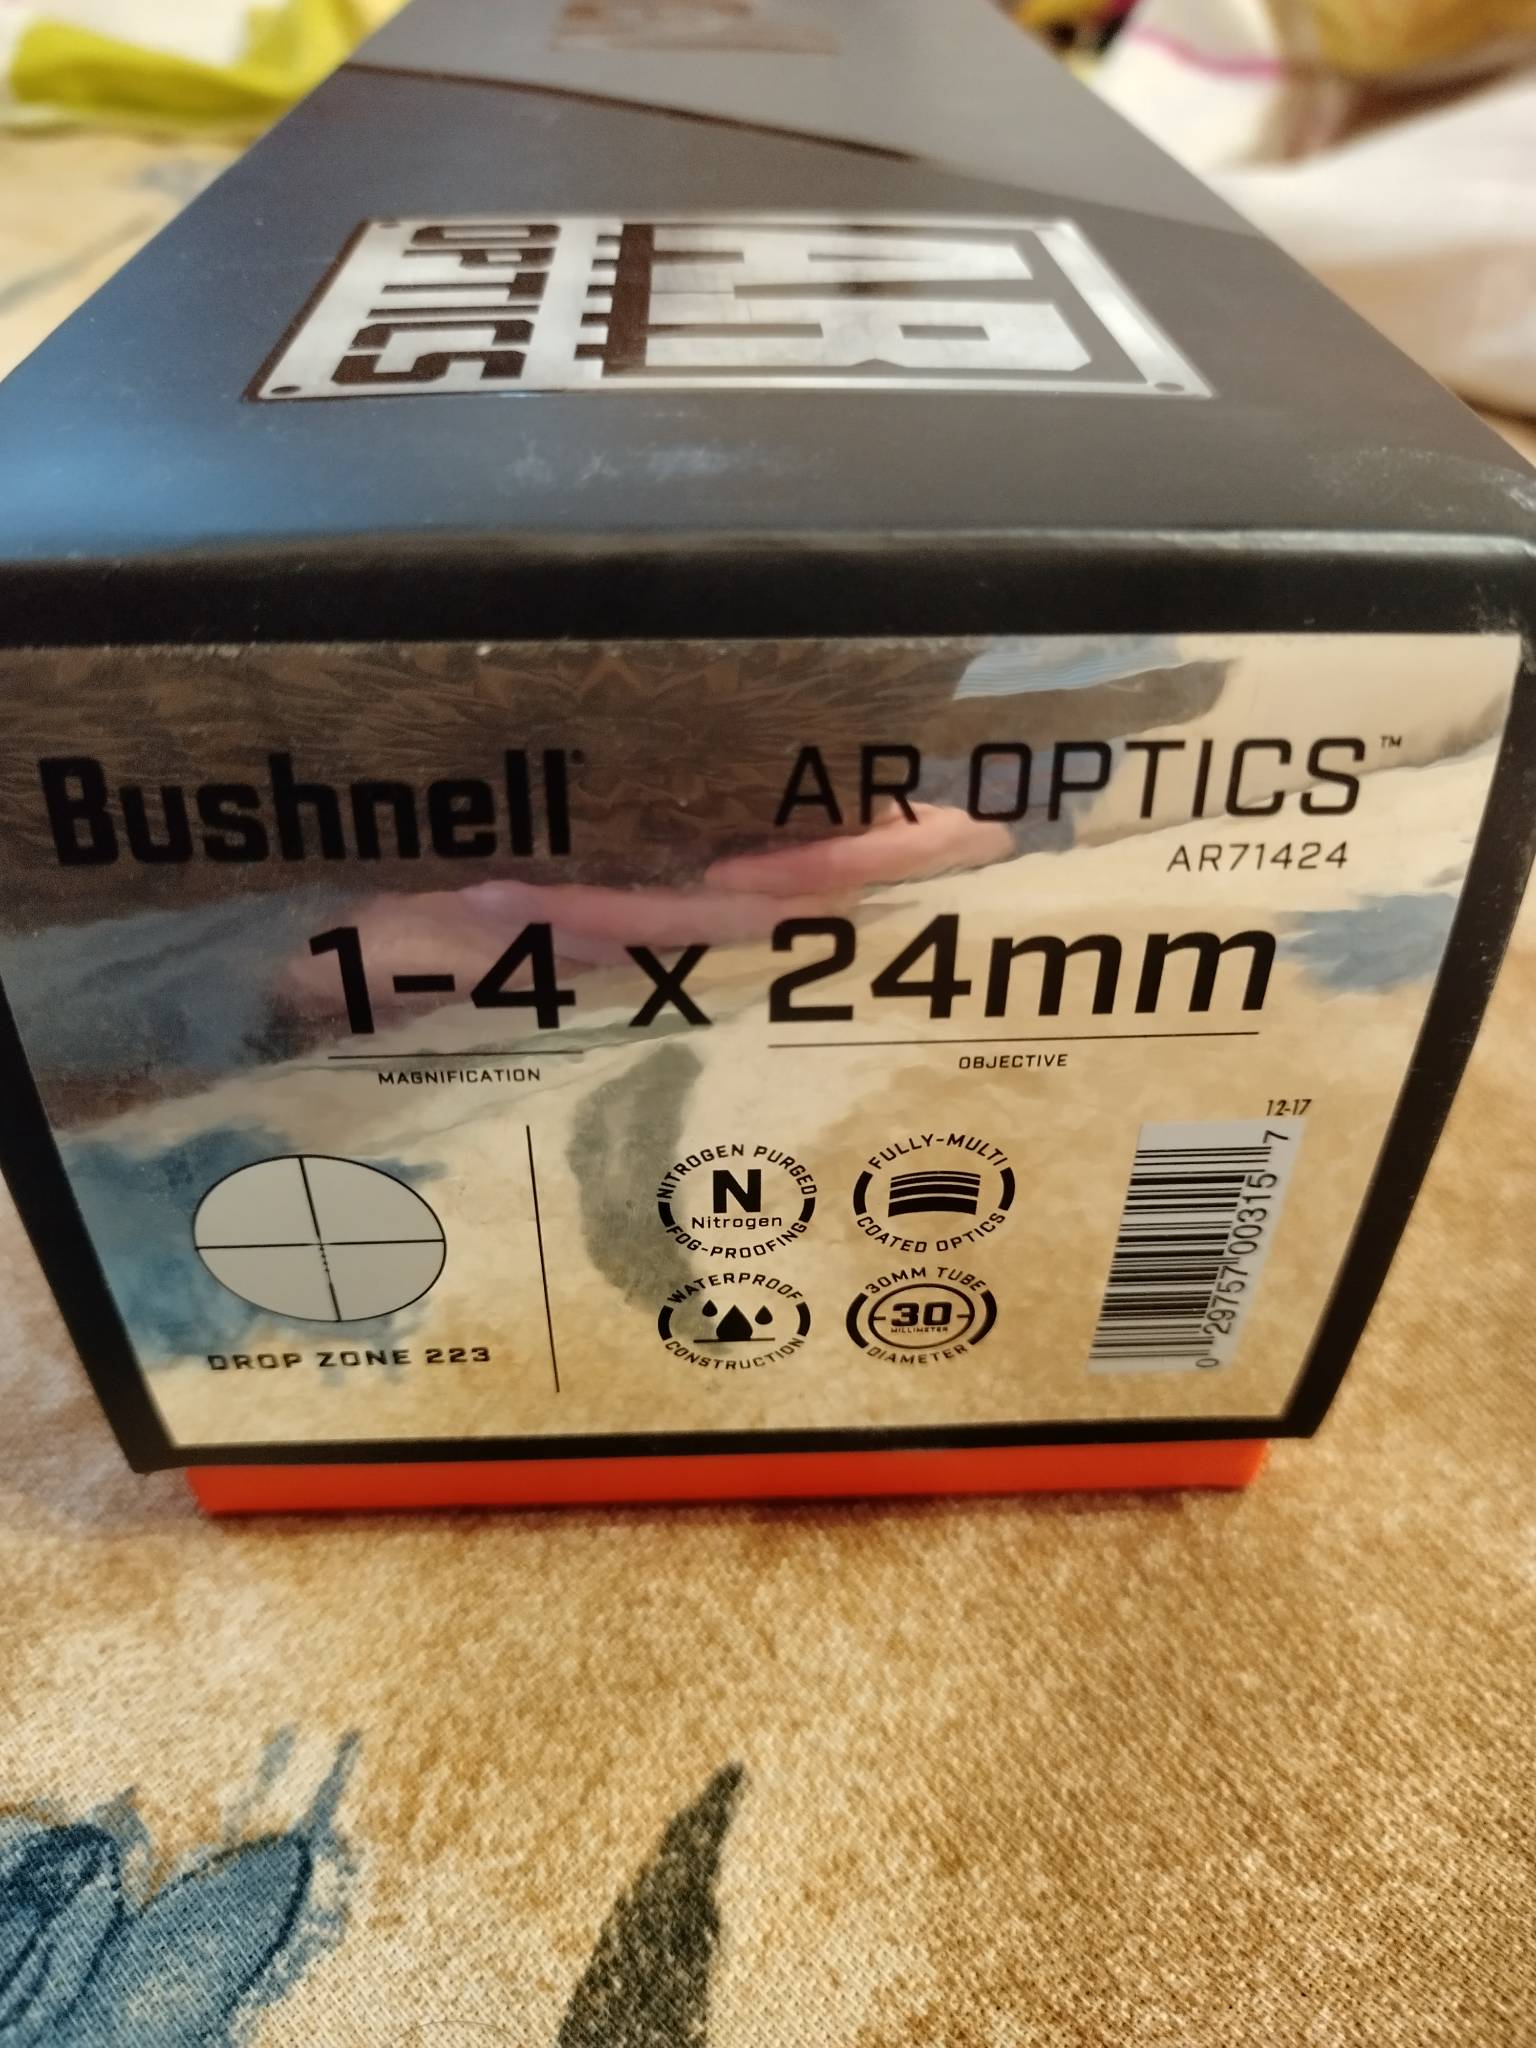 AR
OPTICS
Bushnell®
AR OPTICS™
AR71424
1-4 x 24mm
MAGNIFICATION
OBJECTIVE
12-17
DROP ZONE 223
NITROGEN PURGED
N
Nitrogen
FOG-PROOFING
FULLY-MULTI
COATED OPTICS
WATERPROOF
CONSTRUCTION
30MM TUBE
30
MILLIMETER
DIAMETER
0 29757 00315 7